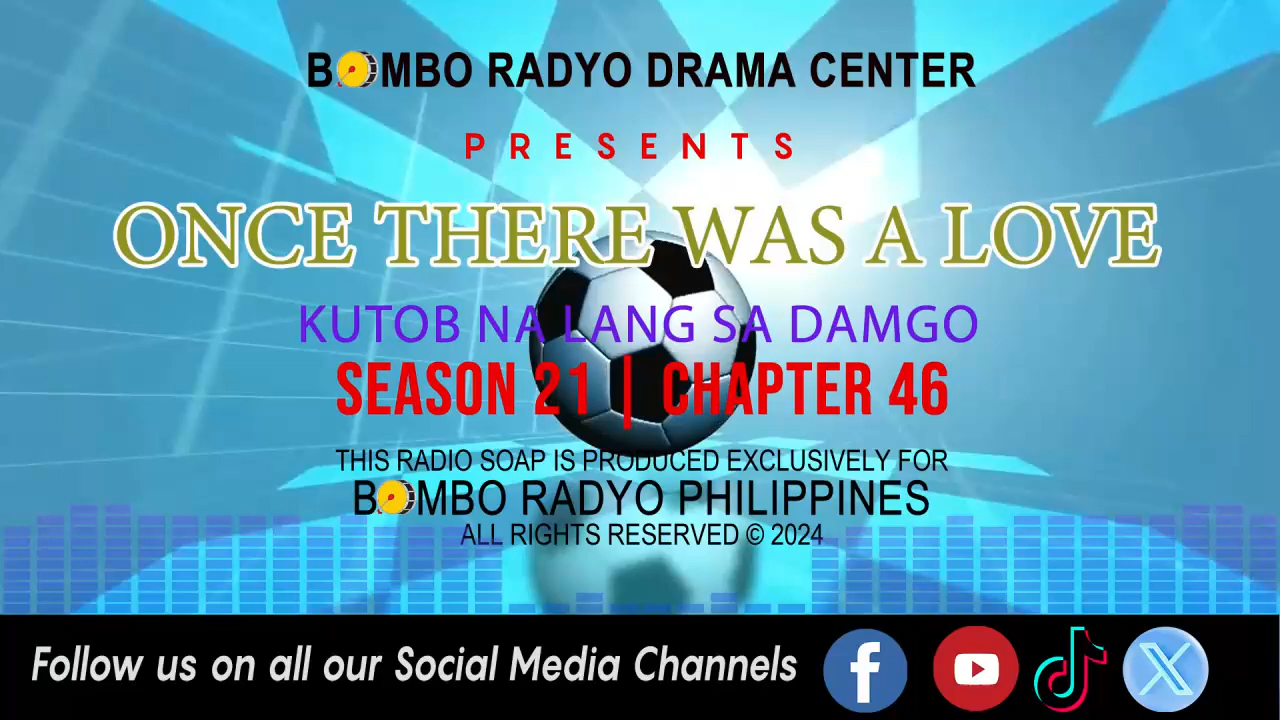 BOMBO RADYO DRAMA CENTER
PRESENTS
ONCE THERE WAS A LOVE
KUTOB NA LANG SA DAMGO
SEASON 21 | CHAPTER 46
THIS RADIO SOAP IS PRODUCED EXCLUSIVELY FOR
BOMBO RADYO PHILIPPINES
ALL RIGHTS RESERVED © 2024
Follow us on all our Social Media Channels